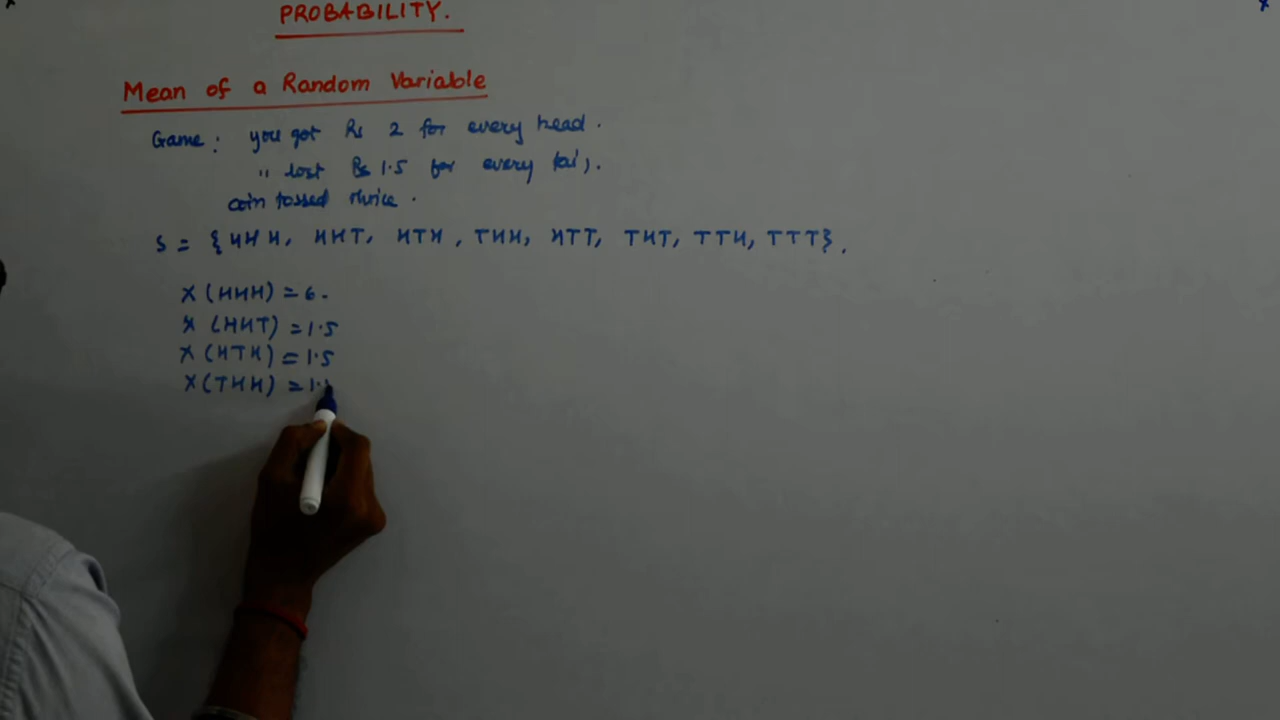 PROBABILITY.
Mean of a Random Variable
Game: you got Rs 2 for every head.
" lost Rs 1.5 for every tail.
coin tossed thrice.
S = {HHH, HHT, HTH, THH, HTT, THT, TTH, TTT}.
X (HHH) = 6.
X (HHT) = 1.5
X (HTH) = 1.5
X (THH) = 1.